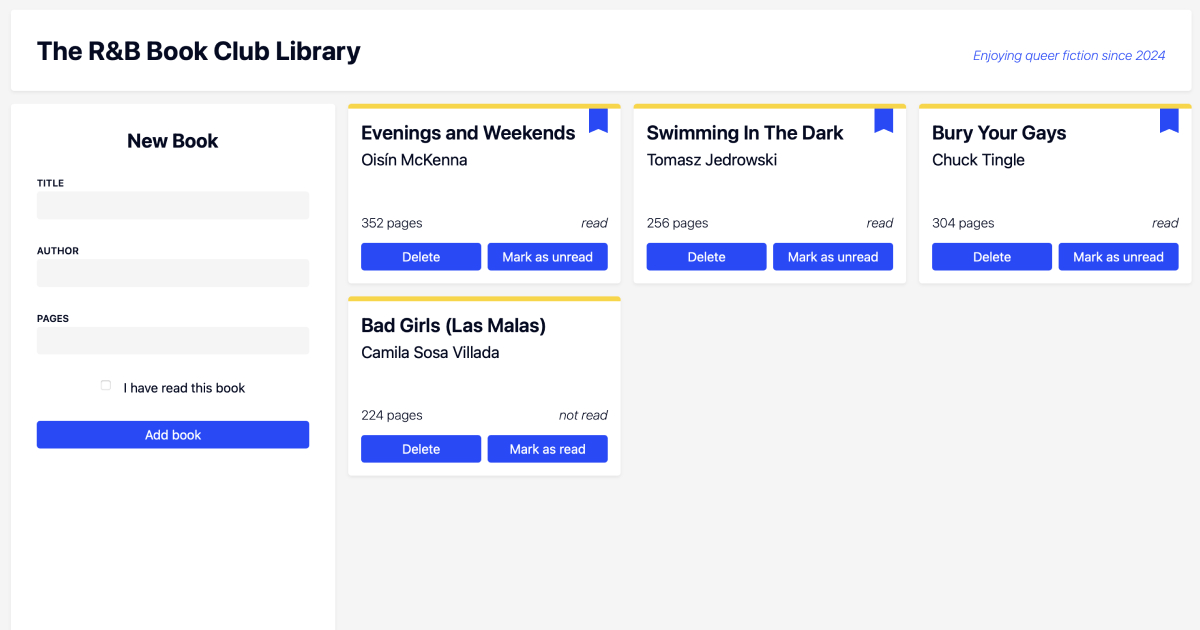 The R&B Book Club Library
Enjoying queer fiction since 2024
New Book
TITLE
AUTHOR
PAGES
I have read this book
Add book
Evenings and Weekends
Oisín McKenna
352 pages read
Delete Mark as unread
Swimming In The Dark
Tomasz Jedrowski
256 pages read
Delete Mark as unread
Bury Your Gays
Chuck Tingle
304 pages read
Delete Mark as unread
Bad Girls (Las Malas)
Camila Sosa Villada
224 pages not read
Delete Mark as read